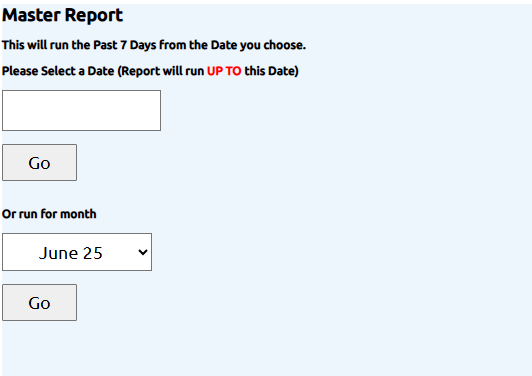 Master Report
This will run the Past 7 Days from the Date you choose.
Please Select a Date (Report will run UP TO this Date)
Go
Or run for month
June 25
Go